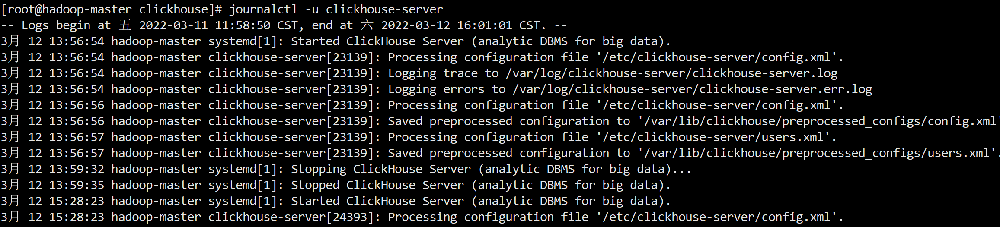 [root@hadoop-master clickhouse]# journalctl -u clickhouse-server
-- Logs begin at 五 2022-03-11 11:58:50 CST, end at 六 2022-03-12 16:01:01 CST. --
3月 12 13:56:54 hadoop-master systemd[1]: Started ClickHouse Server (analytic DBMS for big data).
3月 12 13:56:54 hadoop-master clickhouse-server[23139]: Processing configuration file '/etc/clickhouse-server/config.xml'.
3月 12 13:56:54 hadoop-master clickhouse-server[23139]: Logging trace to /var/log/clickhouse-server/clickhouse-server.log
3月 12 13:56:54 hadoop-master clickhouse-server[23139]: Logging errors to /var/log/clickhouse-server/clickhouse-server.err.log
3月 12 13:56:56 hadoop-master clickhouse-server[23139]: Processing configuration file '/etc/clickhouse-server/config.xml'.
3月 12 13:56:56 hadoop-master clickhouse-server[23139]: Saved preprocessed configuration to '/var/lib/clickhouse/preprocessed_configs/config.xml'
3月 12 13:56:57 hadoop-master clickhouse-server[23139]: Processing configuration file '/etc/clickhouse-server/users.xml'.
3月 12 13:56:57 hadoop-master clickhouse-server[23139]: Saved preprocessed configuration to '/var/lib/clickhouse/preprocessed_configs/users.xml'.
3月 12 13:59:32 hadoop-master systemd[1]: Stopping ClickHouse Server (analytic DBMS for big data)...
3月 12 13:59:35 hadoop-master systemd[1]: Stopped ClickHouse Server (analytic DBMS for big data).
3月 12 15:28:23 hadoop-master systemd[1]: Started ClickHouse Server (analytic DBMS for big data).
3月 12 15:28:23 hadoop-master clickhouse-server[24393]: Processing configuration file '/etc/clickhouse-server/config.xml'.